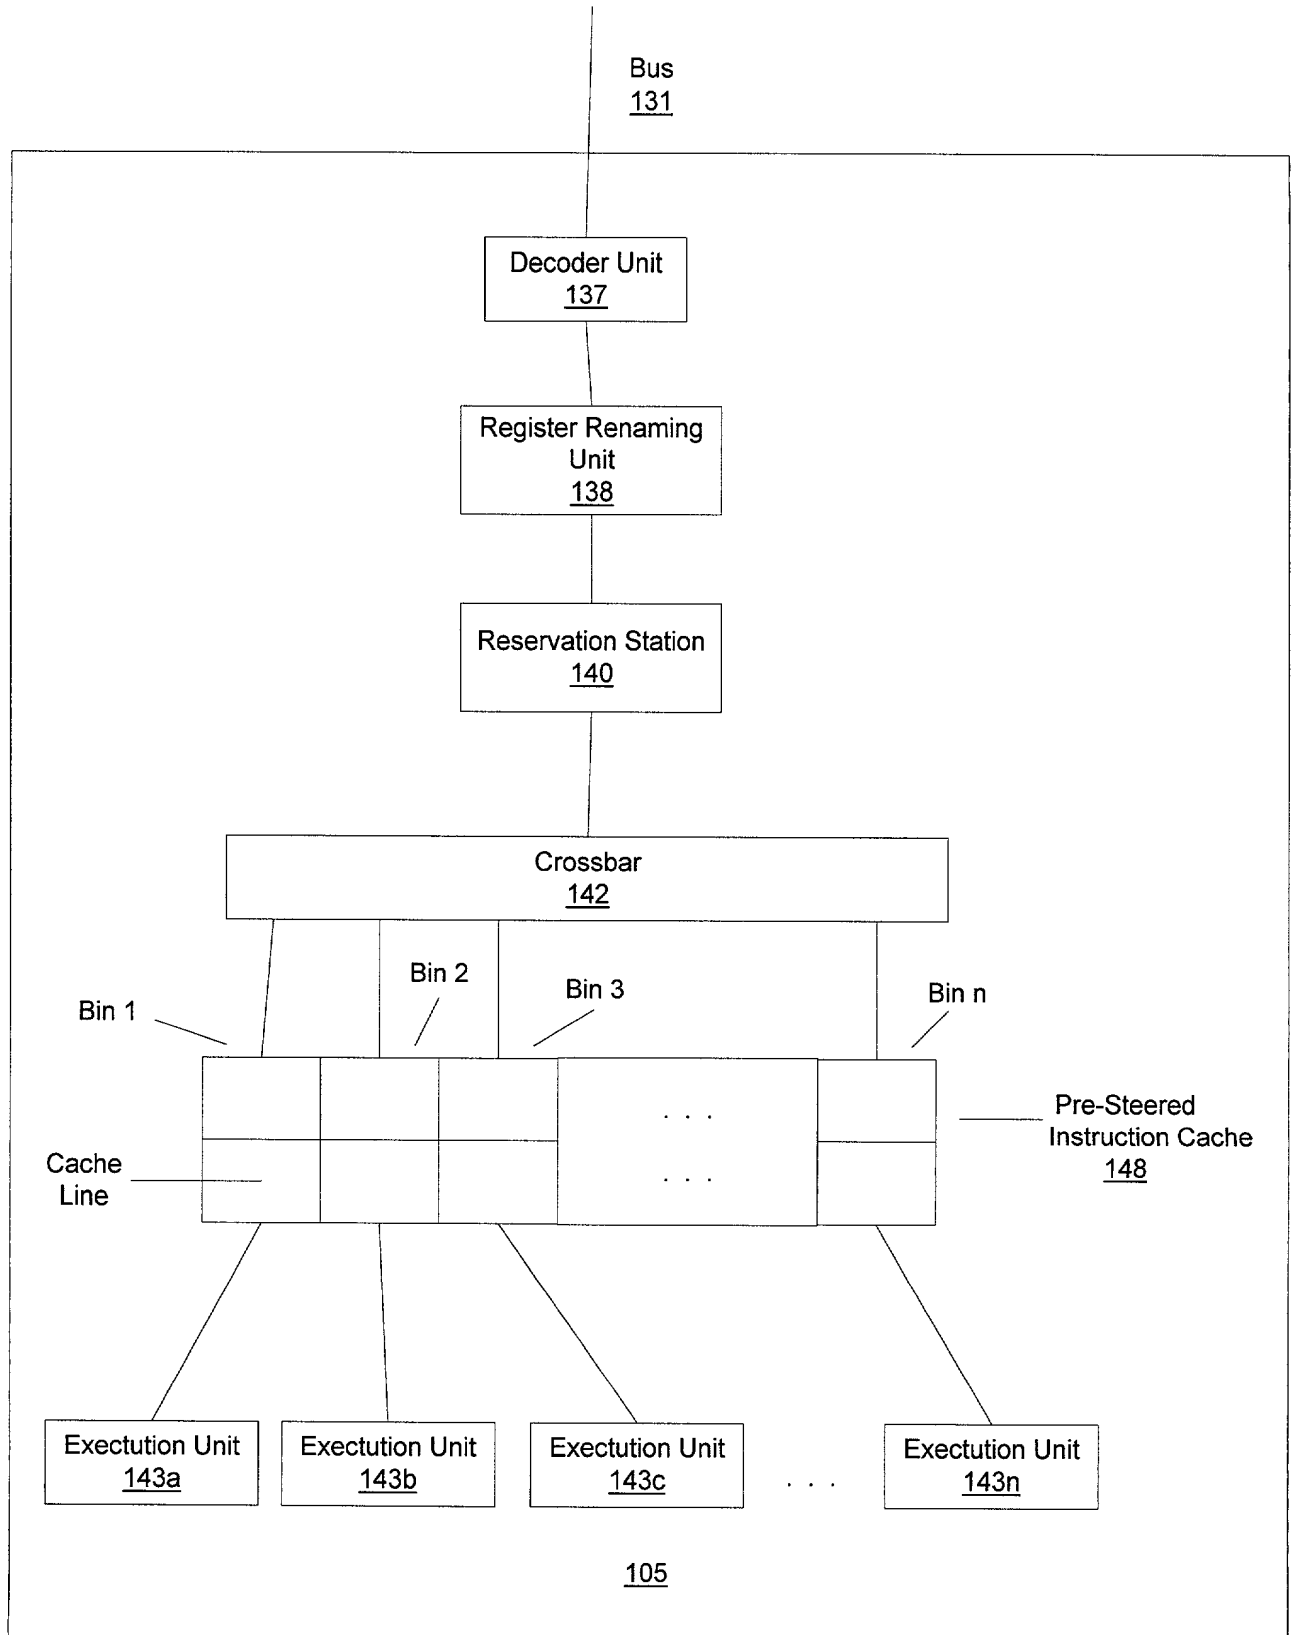 Bus
131
Decoder Unit
137
Register Renaming
Unit
138
Reservation Station
140
Crossbar
142
Bin 1
Bin 2
Bin 3
Bin n
. . .
. . .
Pre-Steered
Instruction Cache
148
Cache
Line
Exectution Unit
143a
Exectution Unit
143b
Exectution Unit
143c
. . .
Exectution Unit
143n
105